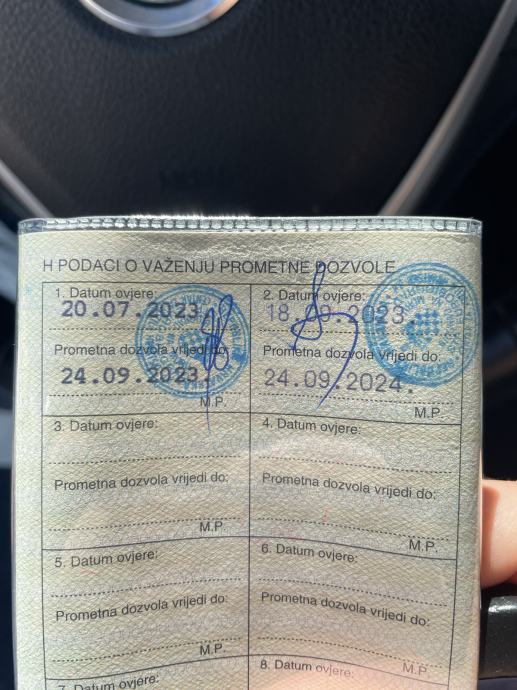 H PODACI O VAŽENJU PROMETNE DOZVOLE
1. Datum ovjere:
20.07.2023.
Prometna dozvola vrijedi do:
24.09.2023.
M.P.
2. Datum ovjere:
18.09.2023.
Prometna dozvola vrijedi do:
24.09.2024.
M.P.
3. Datum ovjere:
Prometna dozvola vrijedi do:
M.P.
4. Datum ovjere:
Prometna dozvola vrijedi do:
M.P.
5. Datum ovjere:
Prometna dozvola vrijedi do:
M.P.
6. Datum ovjere:
Prometna dozvola vrijedi do:
M.P.
7. Datum ovjere:
8. Datum ovjere: